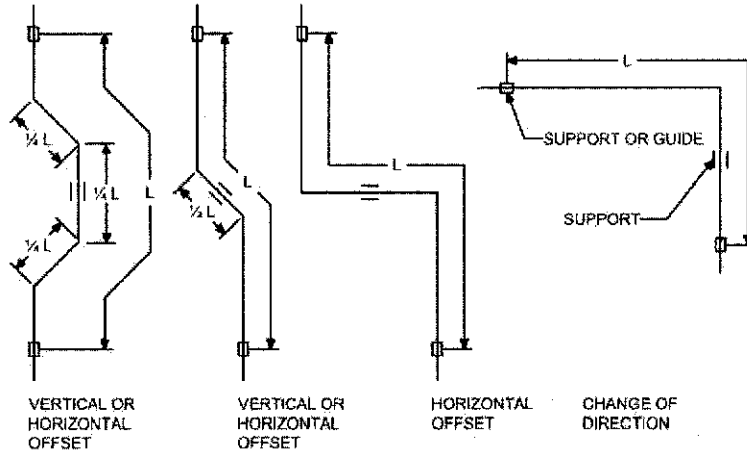 ¼ L
¼ L
L
¼ L
L
¼ L
L
L
SUPPORT OR GUIDE
SUPPORT
VERTICAL OR
HORIZONTAL
OFFSET
VERTICAL OR
HORIZONTAL
OFFSET
HORIZONTAL
OFFSET
CHANGE OF
DIRECTION